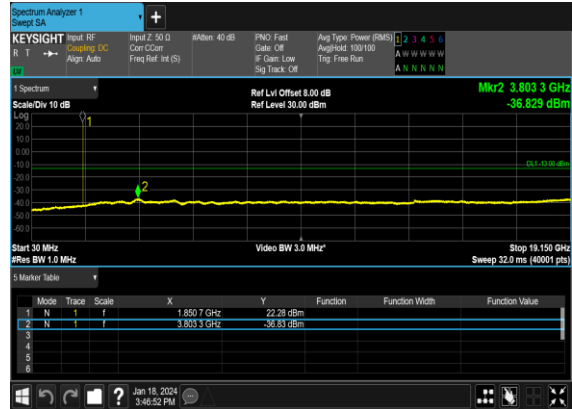 Spectrum Analyzer 1
Swept SA
+
KEYSIGHT
R T
Input: RF
Coupling: DC
Align: Auto
Input Z: 50 Ω
Corr CCorr
Freq Ref: Int (S)
#Atten: 40 dB
PNO: Fast
Gate: Off
IF Gain: Low
Sig Track: Off
Avg Type: Power (RMS)
Avg|Hold: 100/100
Trig: Free Run
1 2 3 4 5 6
A W W W W W
A N N N N N
1 Spectrum
Scale/Div 10 dB
Ref Lvl Offset 8.00 dB
Ref Level 30.00 dBm
Mkr2 3.803 3 GHz
-36.829 dBm
Log
20.0
10.0
0.00
-10.0
-20.0
-30.0
-40.0
-50.0
-60.0
1
2
DL1 -13.00 dBm
Start 30 MHz
#Res BW 1.0 MHz
Video BW 3.0 MHz*
Stop 19.150 GHz
Sweep 32.0 ms (40001 pts)
5 Marker Table
Mode Trace Scale X Y Function Function Width Function Value
1 N 1 f 1.850 7 GHz 22.28 dBm
2 N 1 f 3.803 3 GHz -36.83 dBm
3
4
5
6
?
Jan 18, 2024
3:46:52 PM